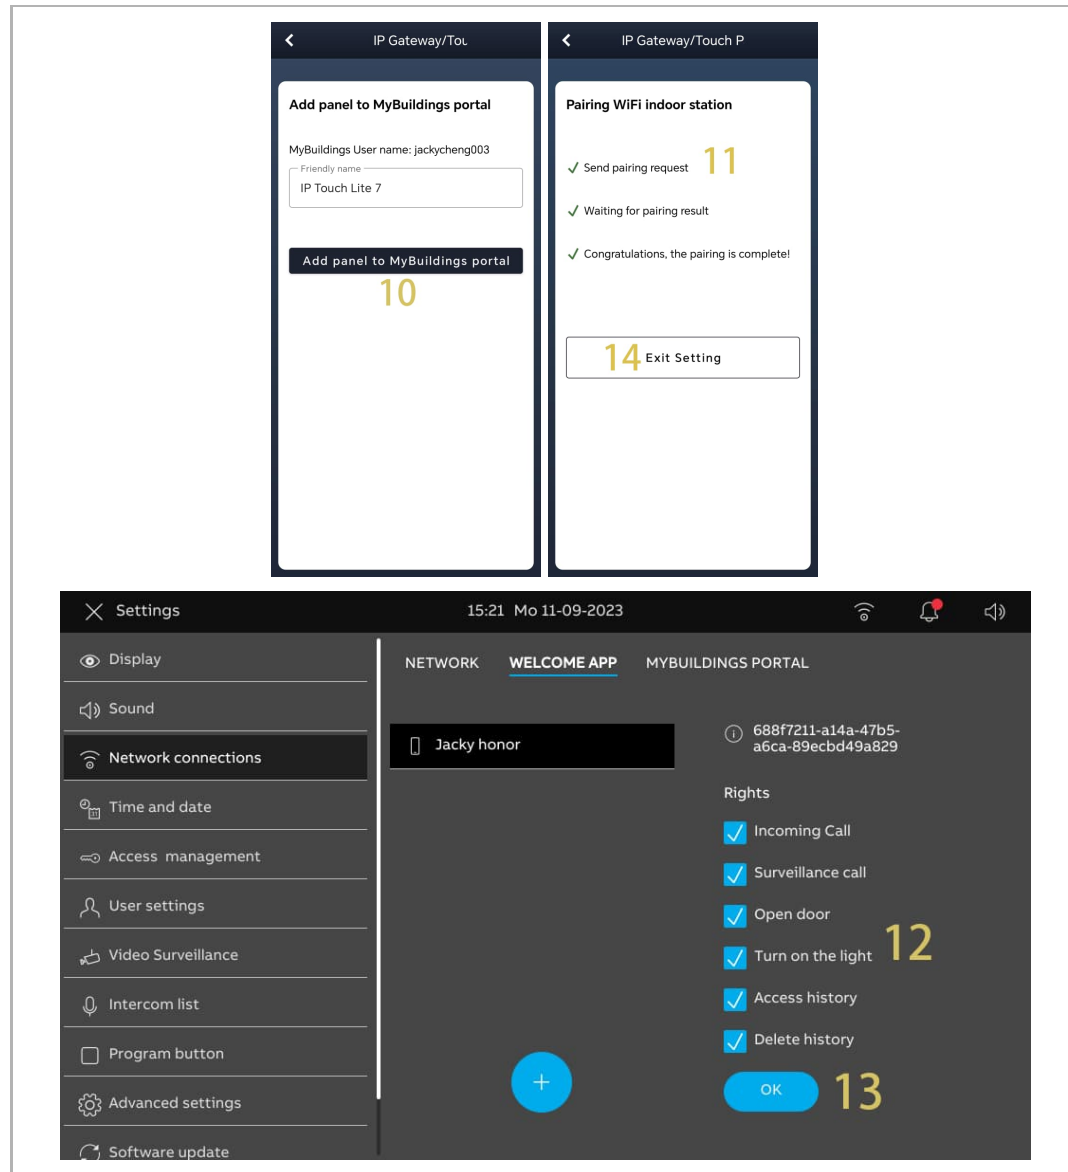 IP Gateway/Tou
Add panel to MyBuildings portal
MyBuildings User name: jackycheng003
Friendly name
IP Touch Lite 7
Add panel to MyBuildings portal
10
IP Gateway/Touch P
Pairing WiFi indoor station
Send pairing request
11
Waiting for pairing result
Congratulations, the pairing is complete!
14
Exit Setting
Settings
15:21 Mo 11-09-2023
Display
Sound
Network connections
Time and date
Access management
User settings
Video Surveillance
Intercom list
Program button
Advanced settings
Software update
NETWORK
WELCOME APP
MYBUILDINGS PORTAL
Jacky honor
688f7211-a14a-47b5-
a6ca-89ecbd49a829
Rights
Incoming Call
Surveillance call
Open door
Turn on the light
12
Access history
Delete history
OK
13